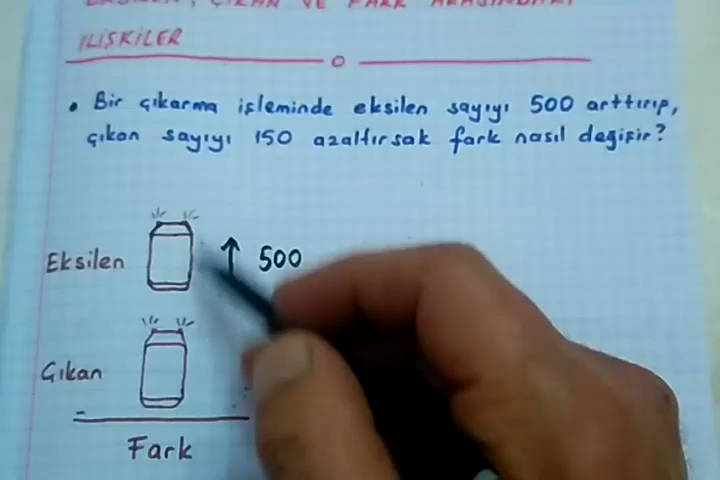 İLİŞKİLER
• Bir çıkarma işleminde eksilen sayıyı 500 arttırıp,
çıkan sayıyı 150 azaltırsak fark nasıl değişir?
Eksilen ↑ 500
Çıkan
-
Fark